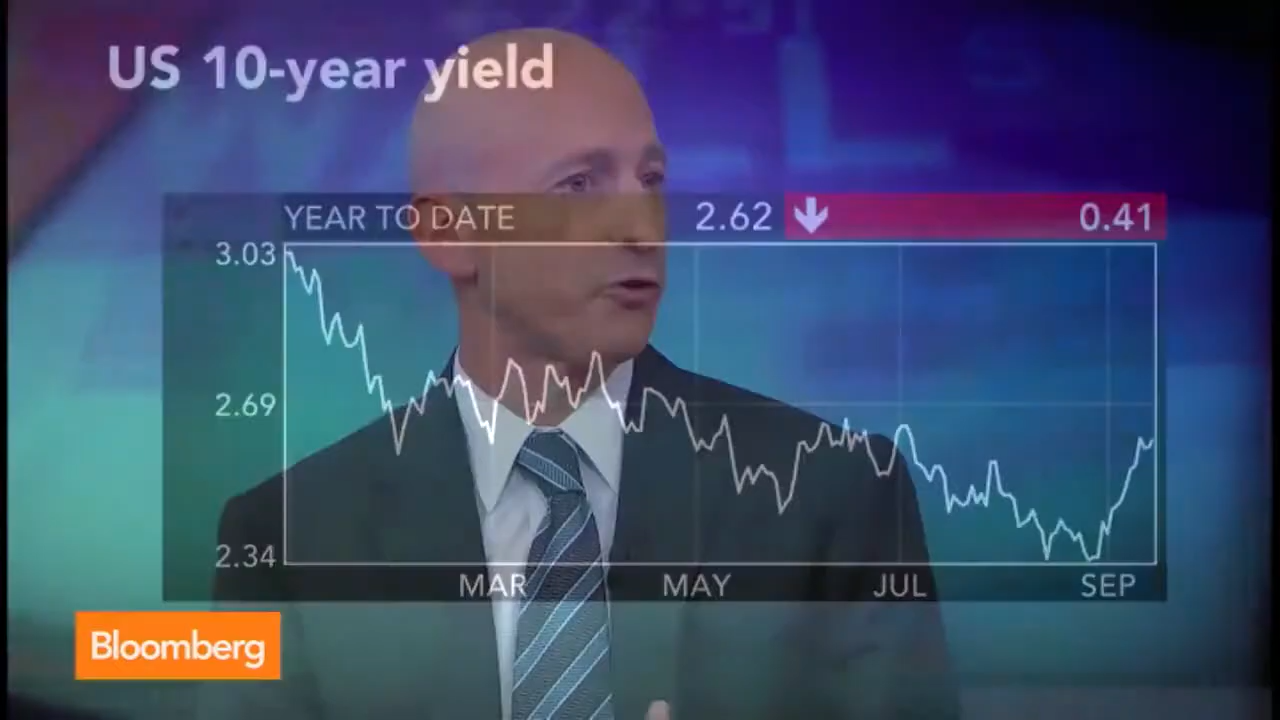 US 10-year yield
YEAR TO DATE 2.62 0.41
3.03
2.69
2.34
MAR MAY JUL SEP
Bloomberg